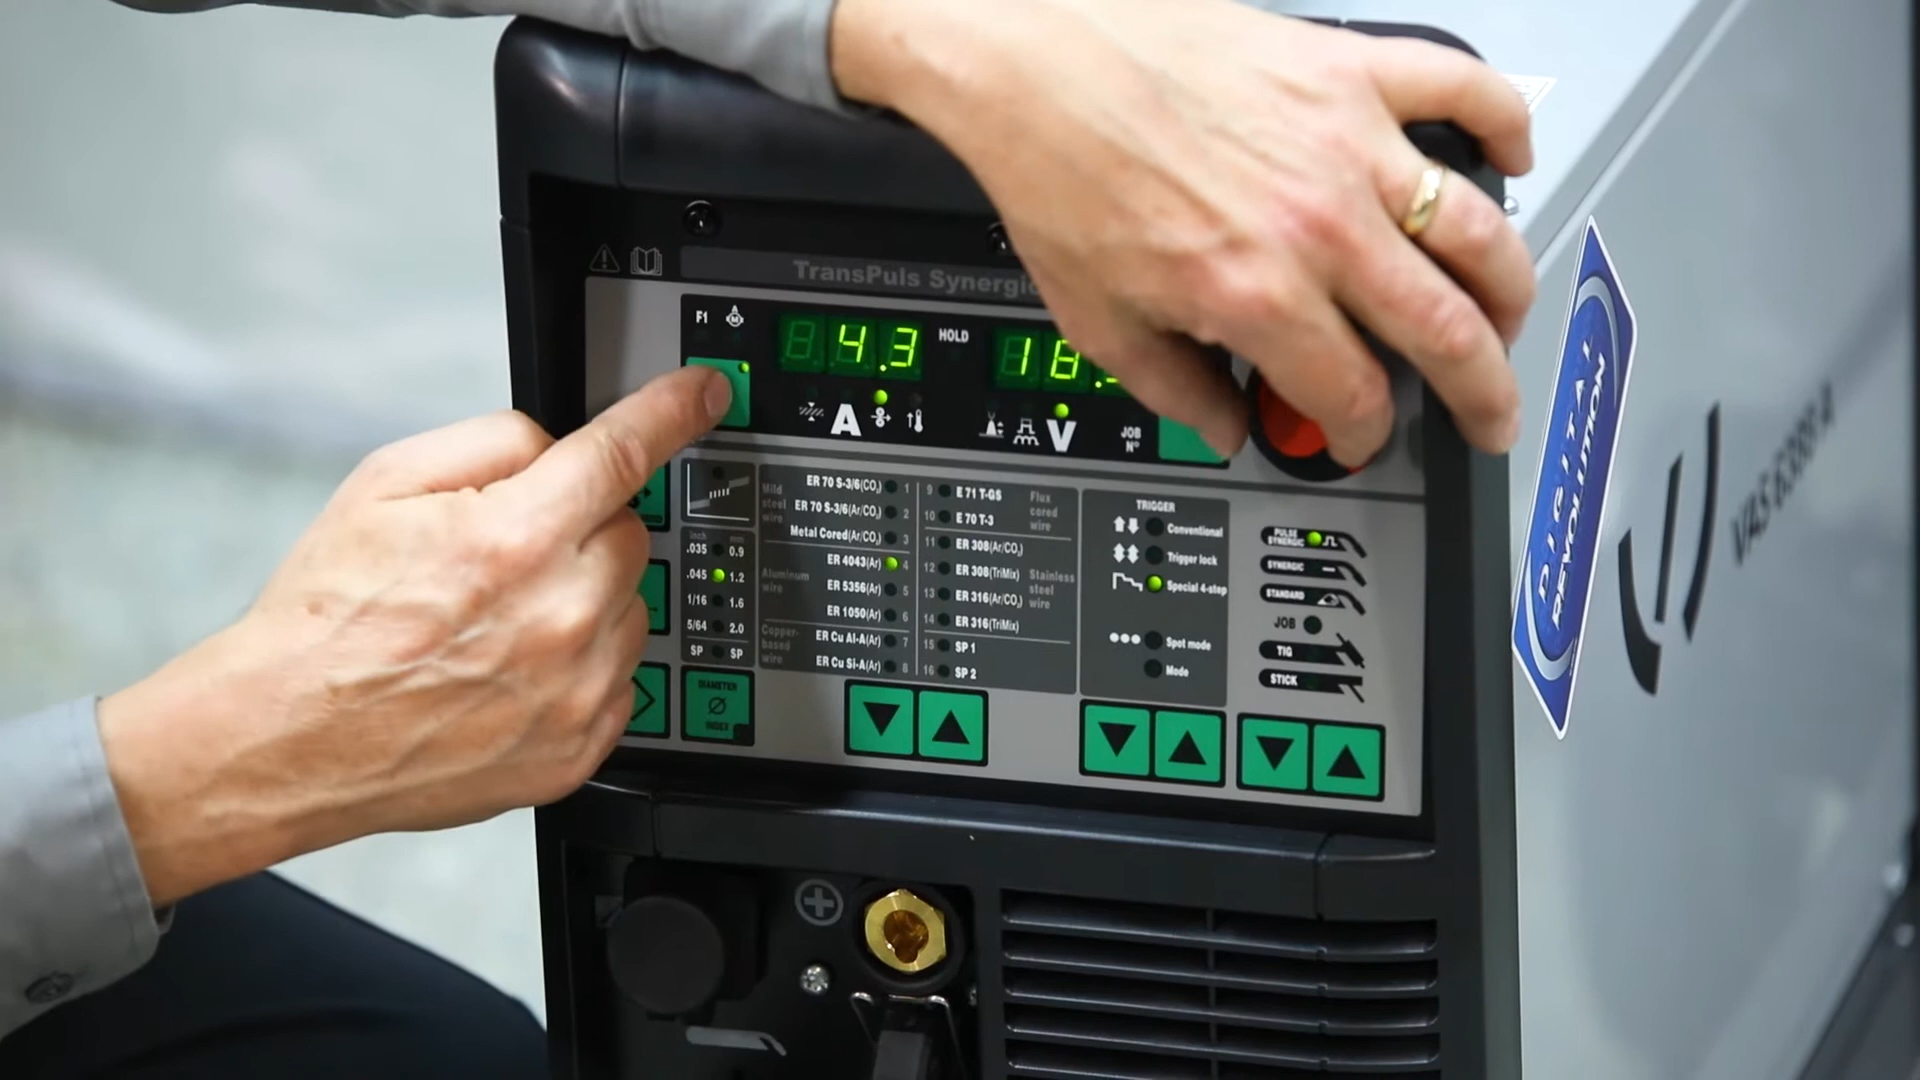 TransPuls Synergic
F1
4.3
HOLD
18.
A
V
JOB
N°
inch mm
.035 0.9
.045 1.2
1/16 1.6
5/64 2.0
SP SP
Mild
steel
wire
ER 70 S-3/6(CO₂) 1
ER 70 S-3/6(Ar/CO₂) 2
Metal Cored(Ar/CO₂) 3
Aluminum
wire
ER 4043(Ar) 4
ER 5356(Ar) 5
ER 1050(Ar) 6
Copper-
based
wire
ER Cu Al-A(Ar) 7
ER Cu Si-A(Ar) 8
9 E 71 T-GS
10 E 70 T-3
Flux
cored
wire
11 ER 308(Ar/CO₂)
12 ER 308(TriMix)
13 ER 316(Ar/CO₂)
14 ER 316(TriMix)
Stainless
steel
wire
15 SP 1
16 SP 2
TRIGGER
Conventional
Trigger lock
Special 4-step
Spot mode
Mode
PULSE
SYNERGIC
SYNERGIC
STANDARD
JOB
TIG
STICK
DIAMETER
INDEX
DIGITAL
REVOLUTION